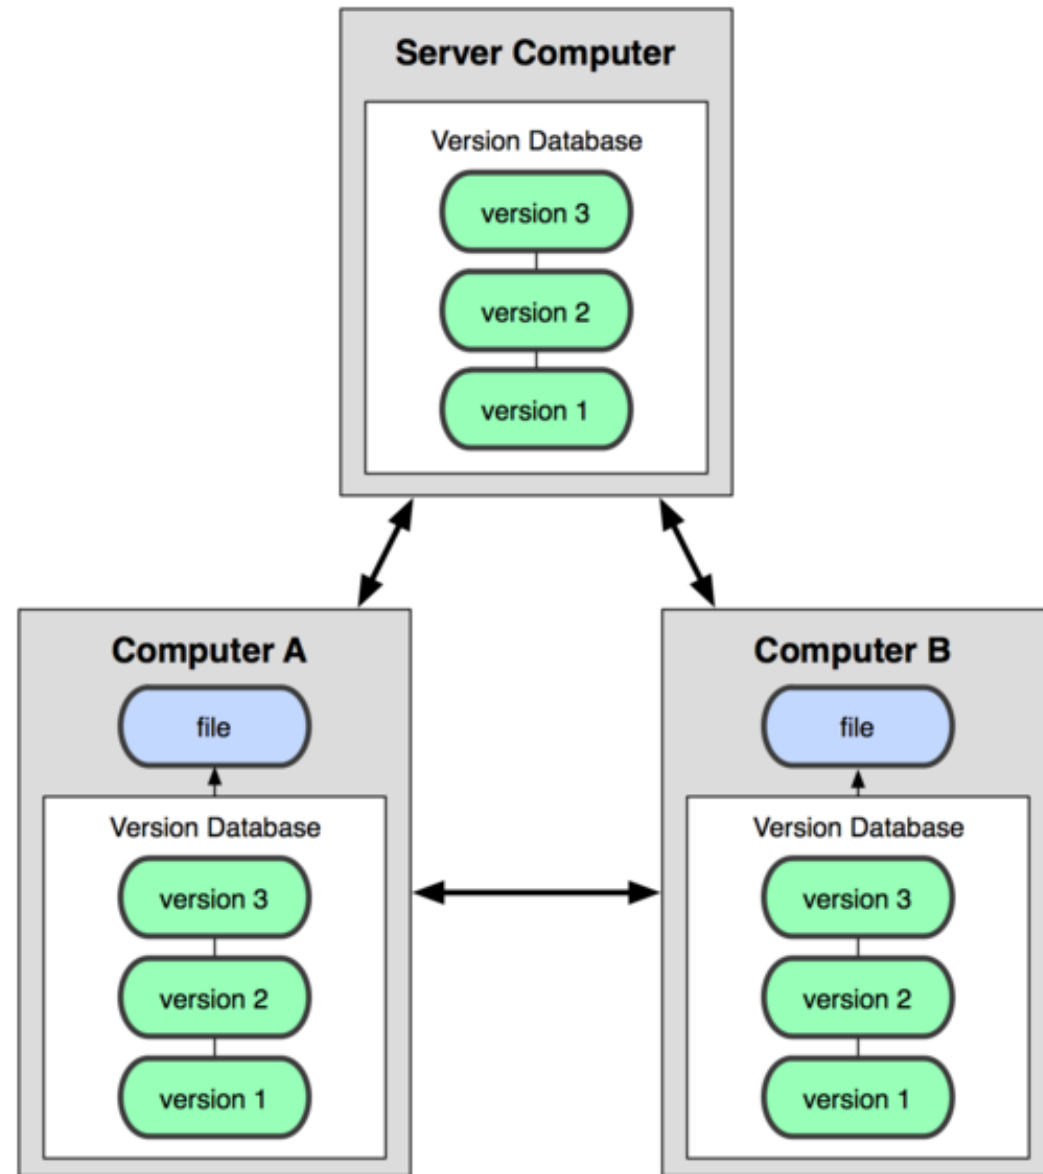 Server Computer
Version Database
version 3
version 2
version 1
Computer A
file
Version Database
version 3
version 2
version 1
Computer B
file
Version Database
version 3
version 2
version 1